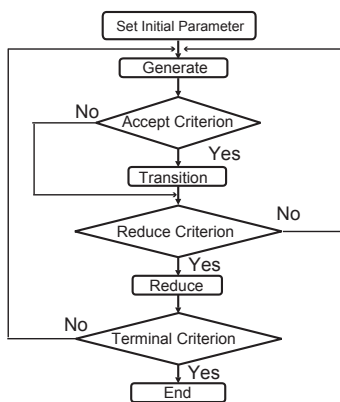 Set Initial Parameter
Generate
No
Accept Criterion
Yes
Transition
No
Reduce Criterion
Yes
Reduce
No
Terminal Criterion
Yes
End